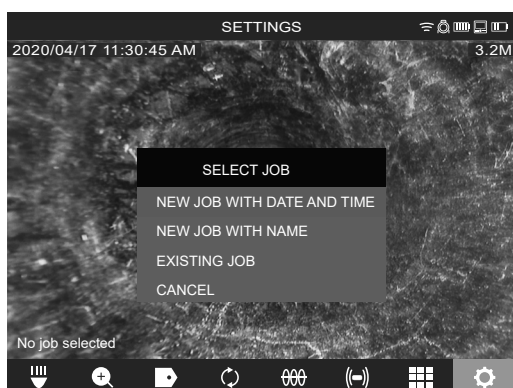 SETTINGS
2020/04/17 11:30:45 AM
3.2M
SELECT JOB
NEW JOB WITH DATE AND TIME
NEW JOB WITH NAME
EXISTING JOB
CANCEL
No job selected